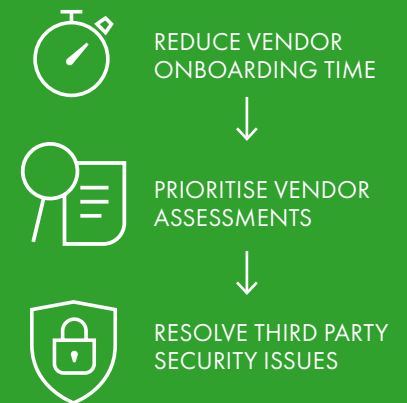 REDUCE VENDOR
ONBOARDING TIME
PRIORITISE VENDOR
ASSESSMENTS
RESOLVE THIRD PARTY
SECURITY ISSUES